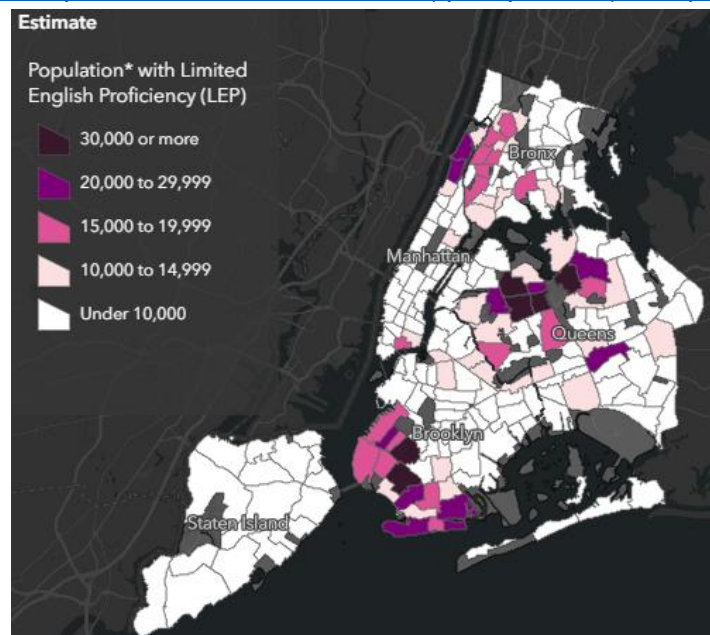 Estimate
Population* with Limited
English Proficiency (LEP)
30,000 or more
20,000 to 29,999
15,000 to 19,999
10,000 to 14,999
Under 10,000
Bronx
Manhattan
Queens
Brooklyn
Staten Island